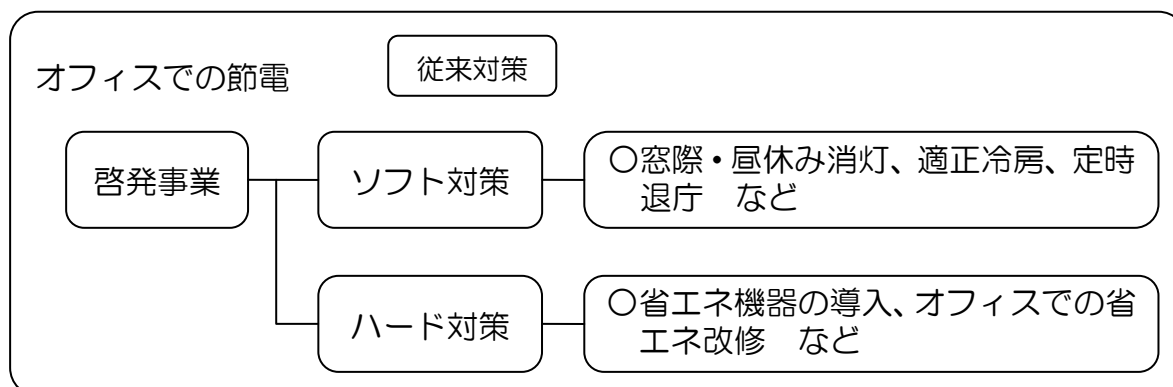 オフィスでの節電
従来対策
啓発事業
ソフト対策
○窓際・昼休み消灯、適正冷房、定時
退庁　など
ハード対策
○省エネ機器の導入、オフィスでの省
エネ改修　など